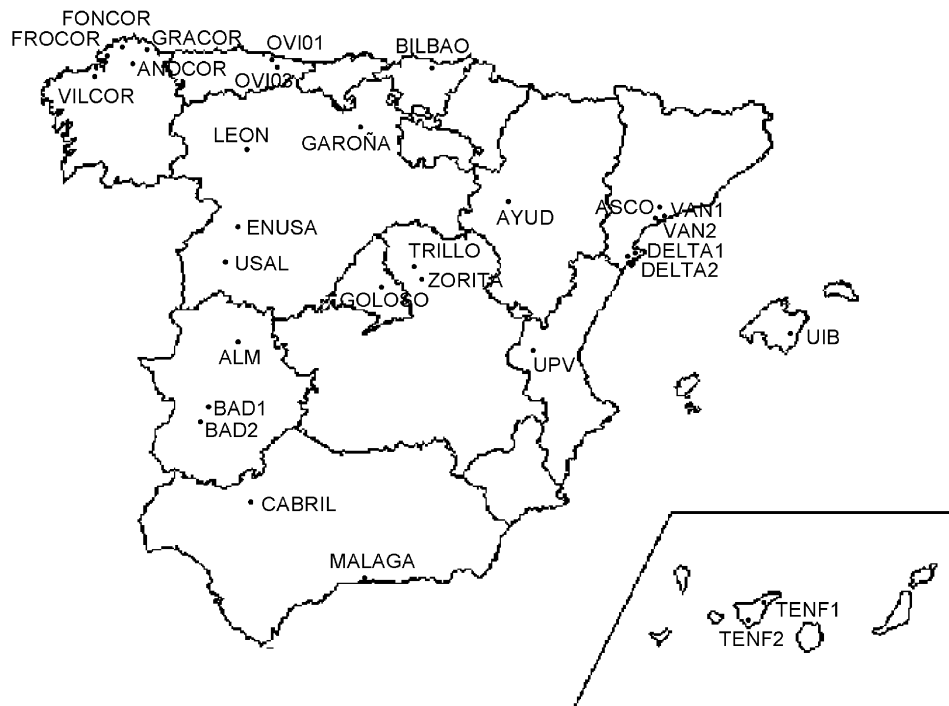 FONCOR
FROCOR
GRACOR
OVI01
BILBAO
ANOCOR
OVI03
VILCOR
LEON
GAROÑA
ASCO
VAN1
AYUD
VAN2
ENUSA
TRILLO
DELTA1
USAL
ZORITA
DELTA2
GOLOSO
UIB
ALM
UPV
BAD1
BAD2
CABRIL
MALAGA
TENF1
TENF2